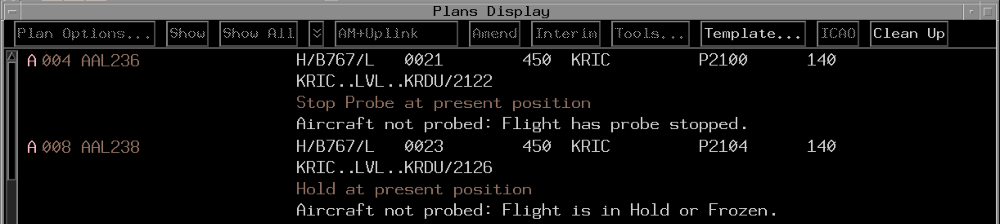 Plans Display
Plan Options... Show Show All AM+Uplink Amend Interim Tools... Template... ICAO Clean Up
A 004 AAL236 H/B767/L 0021 450 KRIC P2100 140
KRIC..LVL..KRDU/2122
Stop Probe at present position
Aircraft not probed: Flight has probe stopped.
A 008 AAL238 H/B767/L 0023 450 KRIC P2104 140
KRIC..LVL..KRDU/2126
Hold at present position
Aircraft not probed: Flight is in Hold or Frozen.